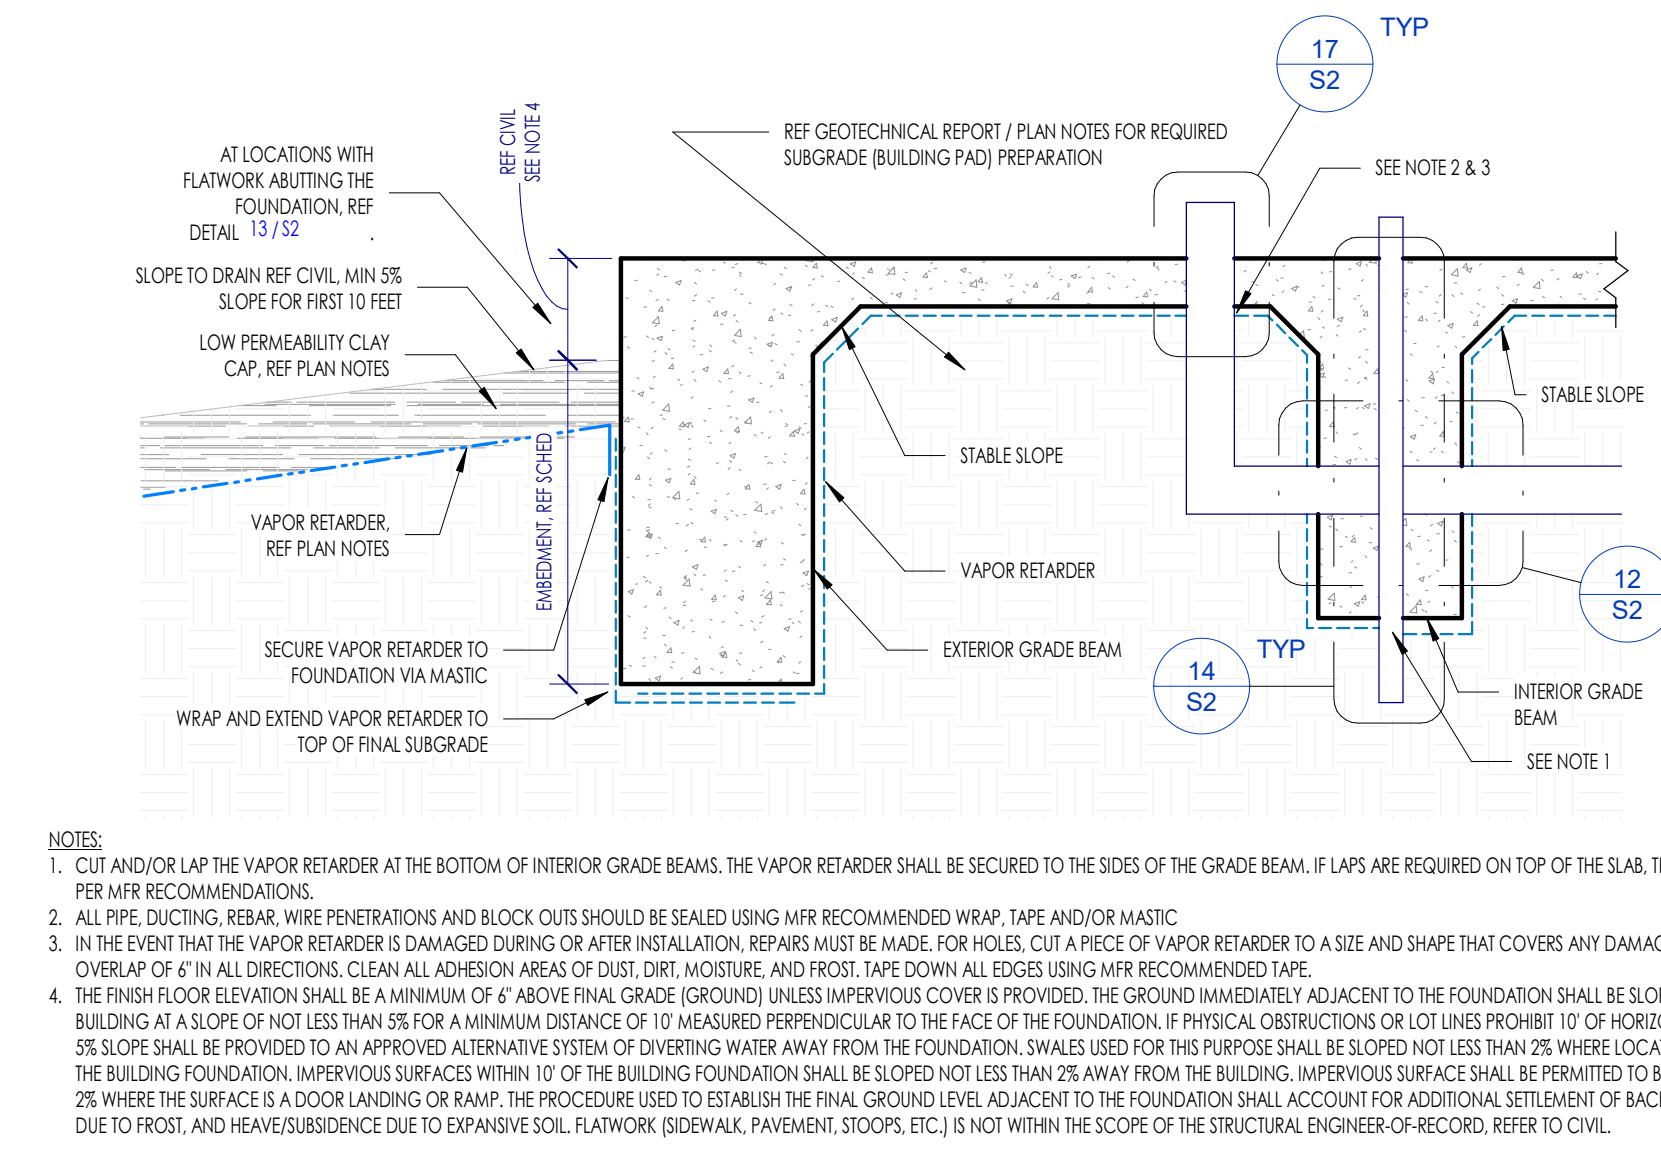 17
S2
TYP
REF CIVIL
SEE NOTE 4
REF GEOTECHNICAL REPORT / PLAN NOTES FOR REQUIRED
SUBGRADE (BUILDING PAD) PREPARATION
AT LOCATIONS WITH
FLATWORK ABUTTING THE
FOUNDATION, REF
DETAIL 13 / S2 .
SEE NOTE 2 & 3
SLOPE TO DRAIN REF CIVIL, MIN 5%
SLOPE FOR FIRST 10 FEET
LOW PERMEABILITY CLAY
CAP, REF PLAN NOTES
STABLE SLOPE
STABLE SLOPE
EMBEDMENT, REF SCHED
VAPOR RETARDER,
REF PLAN NOTES
VAPOR RETARDER
12
S2
SECURE VAPOR RETARDER TO
FOUNDATION VIA MASTIC
EXTERIOR GRADE BEAM
TYP
14
S2
INTERIOR GRADE
BEAM
WRAP AND EXTEND VAPOR RETARDER TO
TOP OF FINAL SUBGRADE
SEE NOTE 1
NOTES:
1. CUT AND/OR LAP THE VAPOR RETARDER AT THE BOTTOM OF INTERIOR GRADE BEAMS. THE VAPOR RETARDER SHALL BE SECURED TO THE SIDES OF THE GRADE BEAM. IF LAPS ARE REQUIRED ON TOP OF THE SLAB,
PER MFR RECOMMENDATIONS.
2. ALL PIPE, DUCTING, REBAR, WIRE PENETRATIONS AND BLOCK OUTS SHOULD BE SEALED USING MFR RECOMMENDED WRAP, TAPE AND/OR MASTIC
3. IN THE EVENT THAT THE VAPOR RETARDER IS DAMAGED DURING OR AFTER INSTALLATION, REPAIRS MUST BE MADE. FOR HOLES, CUT A PIECE OF VAPOR RETARDER TO A SIZE AND SHAPE THAT COVERS ANY
OVERLAP OF 6" IN ALL DIRECTIONS. CLEAN ALL ADHESION AREAS OF DUST, DIRT, MOISTURE, AND FROST. TAPE DOWN ALL EDGES USING MFR RECOMMENDED TAPE.
4. THE FINISH FLOOR ELEVATION SHALL BE A MINIMUM OF 6" ABOVE FINAL GRADE (GROUND) UNLESS IMPERVIOUS COVER IS PROVIDED. THE GROUND IMMEDIATELY ADJACENT TO THE FOUNDATION SHALL BE
BUILDING AT A SLOPE OF NOT LESS THAN 5% FOR A MINIMUM DISTANCE OF 10' MEASURED PERPENDICULAR TO THE FACE OF THE FOUNDATION. IF PHYSICAL OBSTRUCTIONS OR LOT LINES PROHIBIT 10' OF
5% SLOPE SHALL BE PROVIDED TO AN APPROVED ALTERNATIVE SYSTEM OF DIVERTING WATER AWAY FROM THE FOUNDATION. SWALES USED FOR THIS PURPOSE SHALL BE SLOPED NOT LESS THAN 2% WHERE
THE BUILDING FOUNDATION. IMPERVIOUS SURFACES WITHIN 10' OF THE BUILDING FOUNDATION SHALL BE SLOPED NOT LESS THAN 2% AWAY FROM THE BUILDING. IMPERVIOUS SURFACE SHALL BE PERMITTED TO
2% WHERE THE SURFACE IS A DOOR LANDING OR RAMP. THE PROCEDURE USED TO ESTABLISH THE FINAL GROUND LEVEL ADJACENT TO THE FOUNDATION SHALL ACCOUNT FOR ADDITIONAL SETTLEMENT OF
DUE TO FROST, AND HEAVE/SUBSIDENCE DUE TO EXPANSIVE SOIL. FLATWORK (SIDEWALK, PAVEMENT, STOOPS, ETC.) IS NOT WITHIN THE SCOPE OF THE STRUCTURAL ENGINEER-OF-RECORD, REFER TO CIVIL.